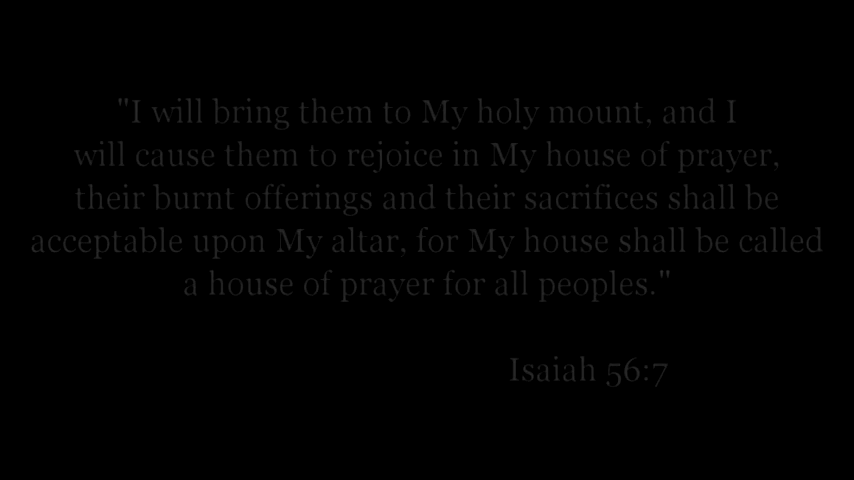 "I will bring them to My holy mount, and I
will cause them to rejoice in My house of prayer,
their burnt offerings and their sacrifices shall be
acceptable upon My altar, for My house shall be called
a house of prayer for all peoples."
Isaiah 56:7